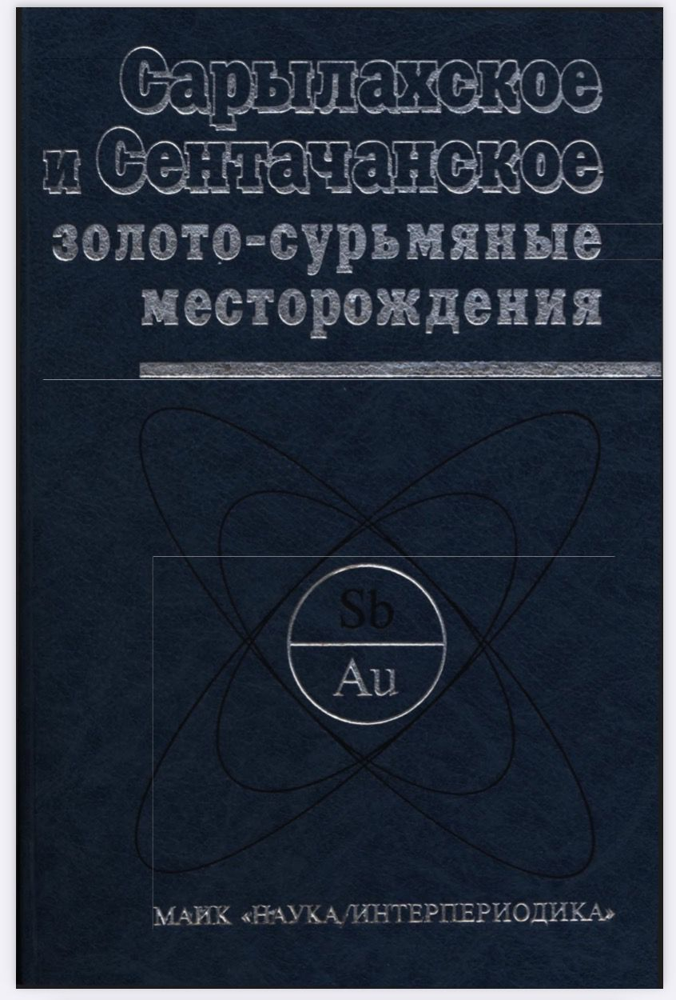 Сарылахское
и Сентачанское
золото-сурьмяные
месторождения
Sb
Au
МАИК «НАУКА/ИНТЕРПЕРИОДИКА»